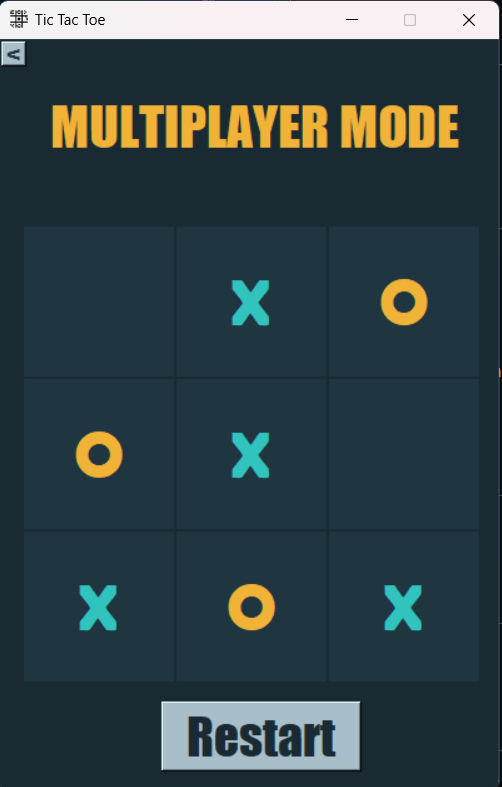 Tic Tac Toe
<
MULTIPLAYER MODE
X O
O X
X O X
Restart